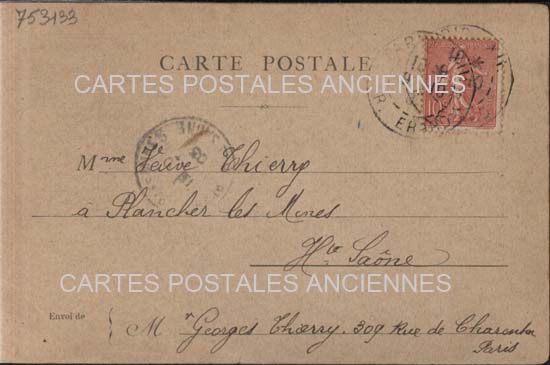 753133
CARTE POSTALE
CARTES POSTALES ANCIENNES
Mme Veuve Thierry
à Plancher les Mines
Hte Saône
CARTES POSTALES ANCIENNES
Envoi de { Mr Georges Thierry. 309 Rue de Charenton
Paris